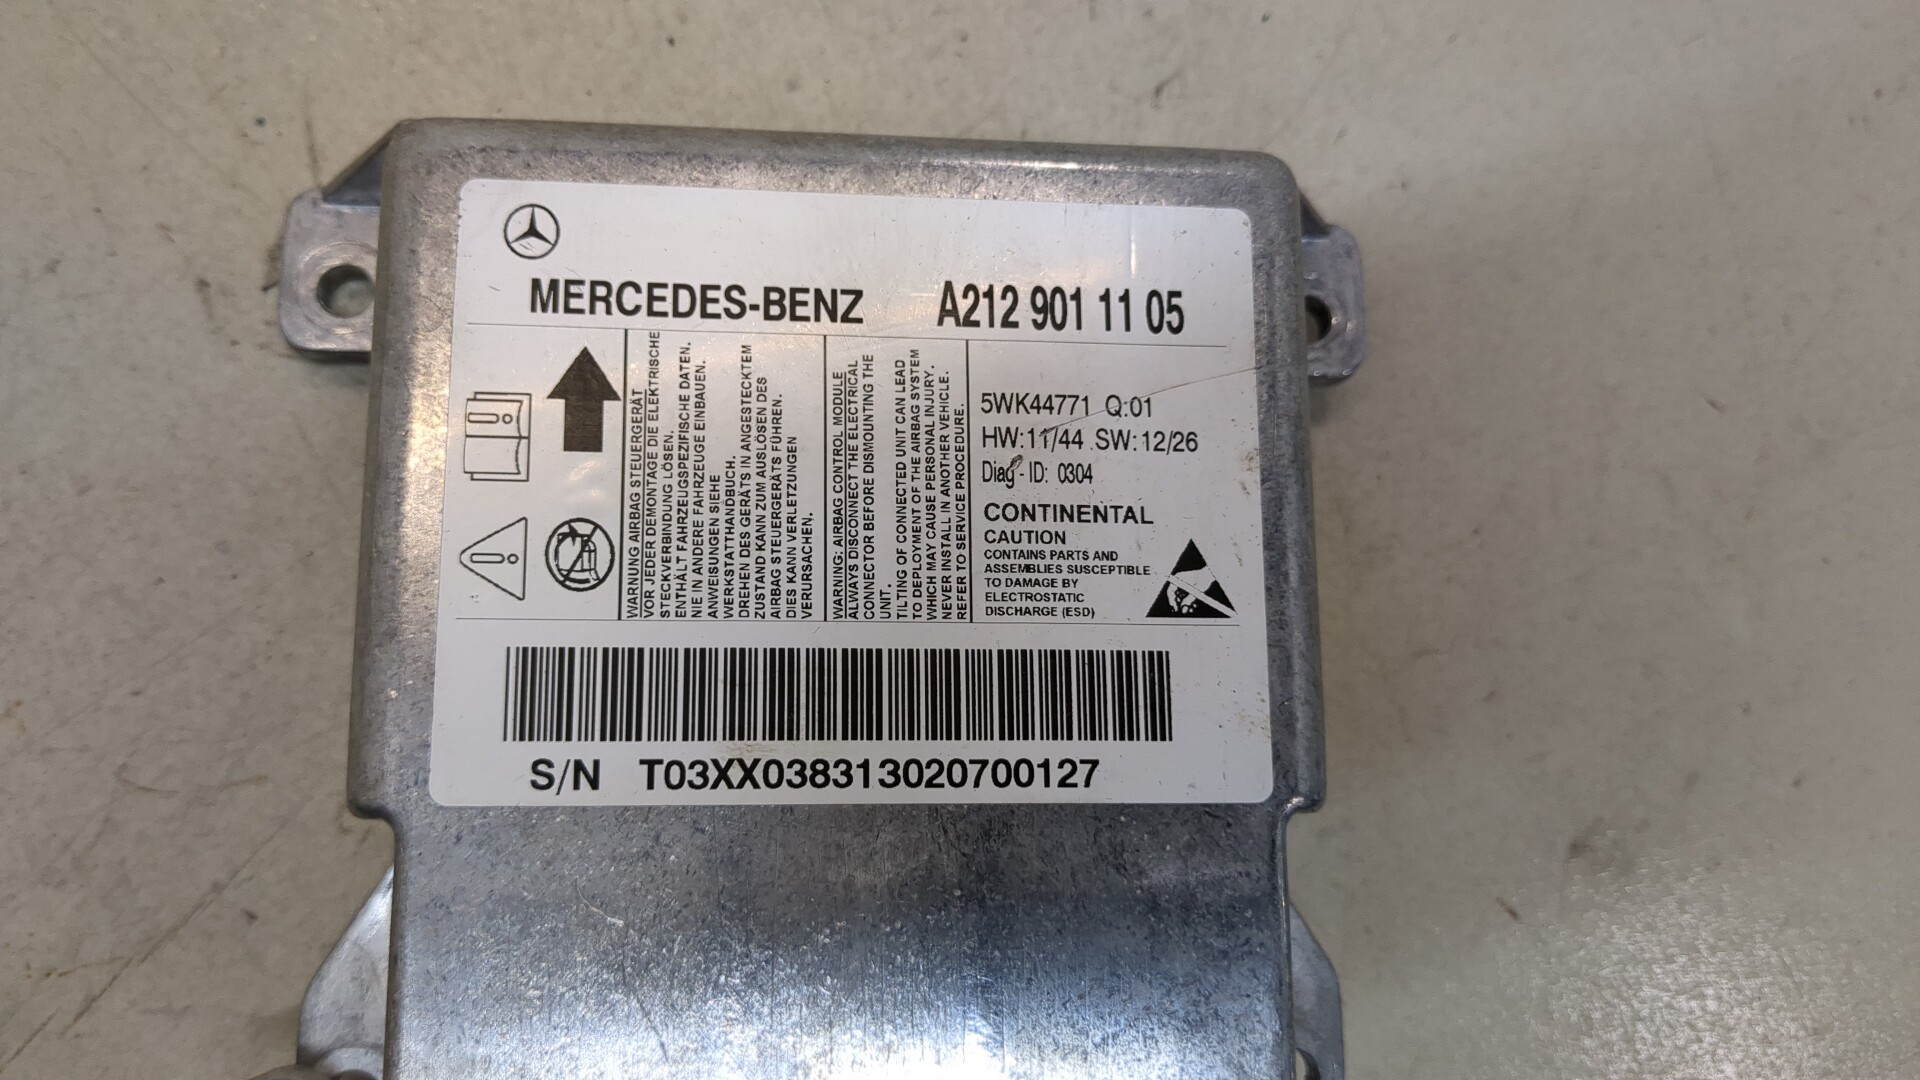 MERCEDES-BENZ A212 901 11 05
WARNUNG AIRBAG STEUERGERÄT
VOR JEDER DEMONTAGE DIE ELEKTRISCHE
STECKVERBINDUNG LÖSEN.
ENTHÄLT FAHRZEUGSPEZIFISCHE DATEN.
NIE IN ANDERE FAHRZEUGE EINBAUEN.
ANWEISUNGEN SIEHE
WERKSTATTHANDBUCH.
DREHEN DES GERÄTS IN ANGESTECKTEM
ZUSTAND KANN ZUM AUSLÖSEN DES
AIRBAG STEUERGERÄTS FÜHREN.
DIES KANN VERLETZUNGEN
VERURSACHEN.
WARNING: AIRBAG CONTROL MODULE
ALWAYS DISCONNECT THE ELECTRICAL
CONNECTOR BEFORE DISMOUNTING THE
UNIT.
TILTING OF CONNECTED UNIT CAN LEAD
TO DEPLOYMENT OF THE AIRBAG SYSTEM
WHICH MAY CAUSE PERSONAL INJURY.
NEVER INSTALL IN ANOTHER VEHICLE.
REFER TO SERVICE PROCEDURE.
5WK44771 Q:01
HW:11/44 SW:12/26
Diag-ID: 0304
CONTINENTAL
CAUTION
CONTAINS PARTS AND
ASSEMBLIES SUSCEPTIBLE
TO DAMAGE BY
ELECTROSTATIC
DISCHARGE (ESD)
S/N T03XX038313020700127